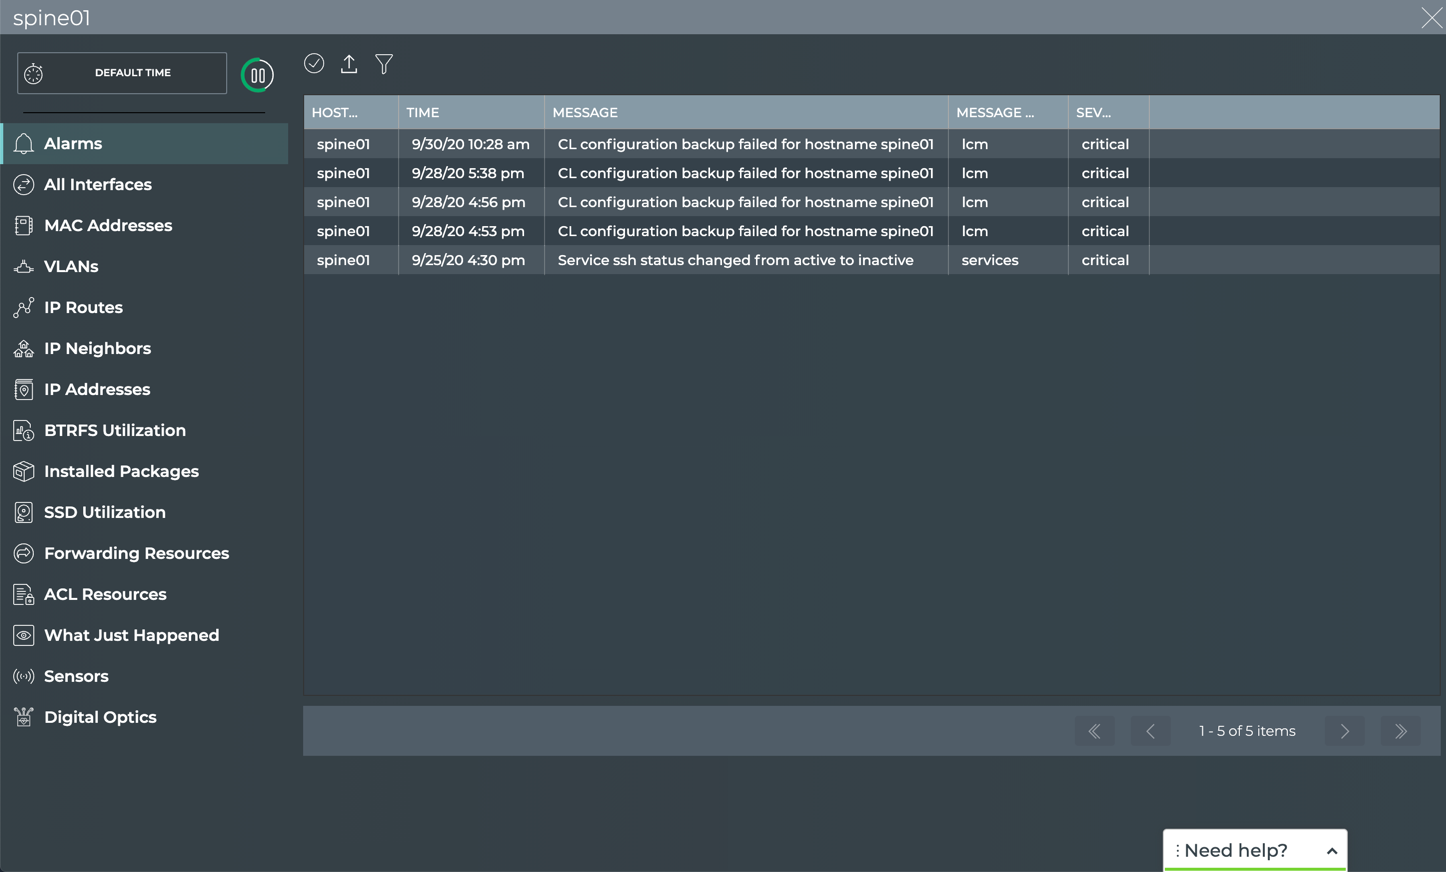 spine01
DEFAULT TIME
Alarms
All Interfaces
MAC Addresses
VLANs
IP Routes
IP Neighbors
IP Addresses
BTRFS Utilization
Installed Packages
SSD Utilization
Forwarding Resources
ACL Resources
What Just Happened
Sensors
Digital Optics
HOST... TIME MESSAGE MESSAGE ... SEV...
spine01 9/30/20 10:28 am CL configuration backup failed for hostname spine01 lcm critical
spine01 9/28/20 5:38 pm CL configuration backup failed for hostname spine01 lcm critical
spine01 9/28/20 4:56 pm CL configuration backup failed for hostname spine01 lcm critical
spine01 9/28/20 4:53 pm CL configuration backup failed for hostname spine01 lcm critical
spine01 9/25/20 4:30 pm Service ssh status changed from active to inactive services critical
1 - 5 of 5 items
Need help?